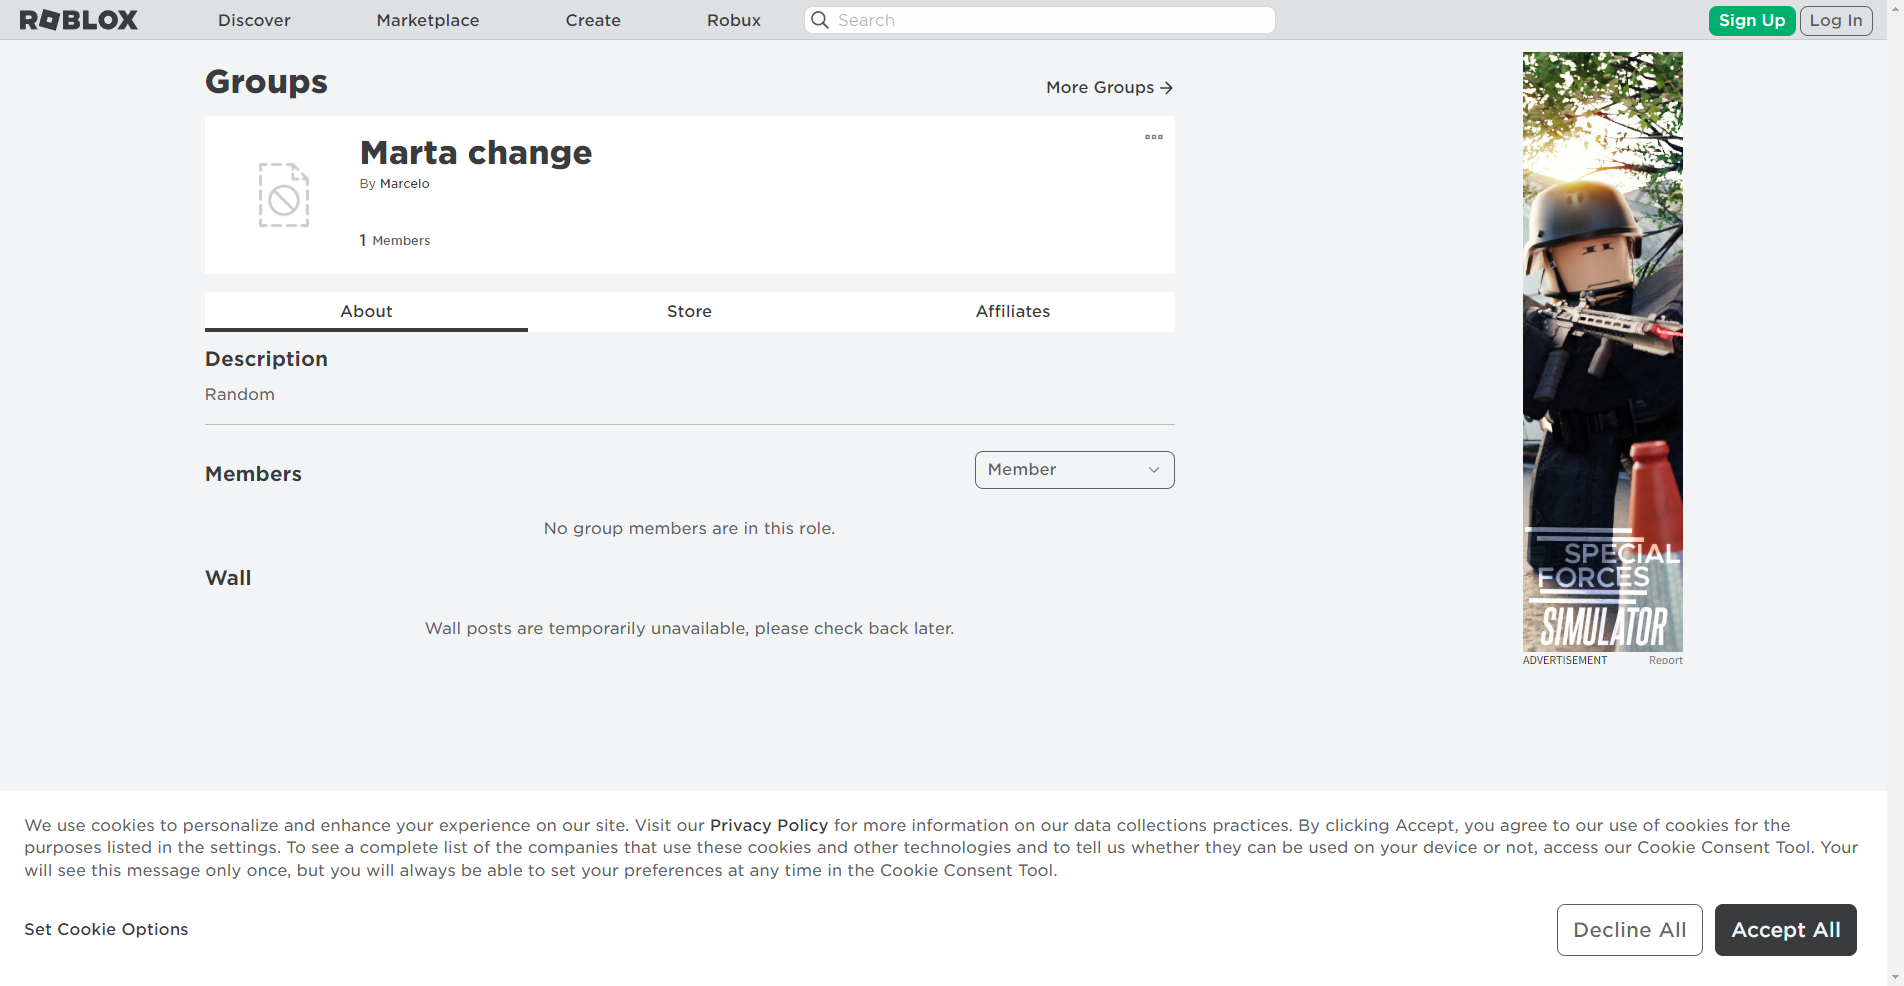 ROBLOX
Discover
Marketplace
Create
Robux
Search
Sign Up
Log In
Groups
More Groups
Marta change
By Marcelo
1 Members
About
Store
Affiliates
Description
Random
Members
Member
No group members are in this role.
Wall
Wall posts are temporarily unavailable, please check back later.
SPECIAL
FORCES
SIMULATOR
ADVERTISEMENT
Report
We use cookies to personalize and enhance your experience on our site. Visit our Privacy Policy for more information on our data collections practices. By clicking Accept, you agree to our use of cookies for the
purposes listed in the settings. To see a complete list of the companies that use these cookies and other technologies and to tell us whether they can be used on your device or not, access our Cookie Consent Tool. Your
will see this message only once, but you will always be able to set your preferences at any time in the Cookie Consent Tool.
Set Cookie Options
Decline All
Accept All